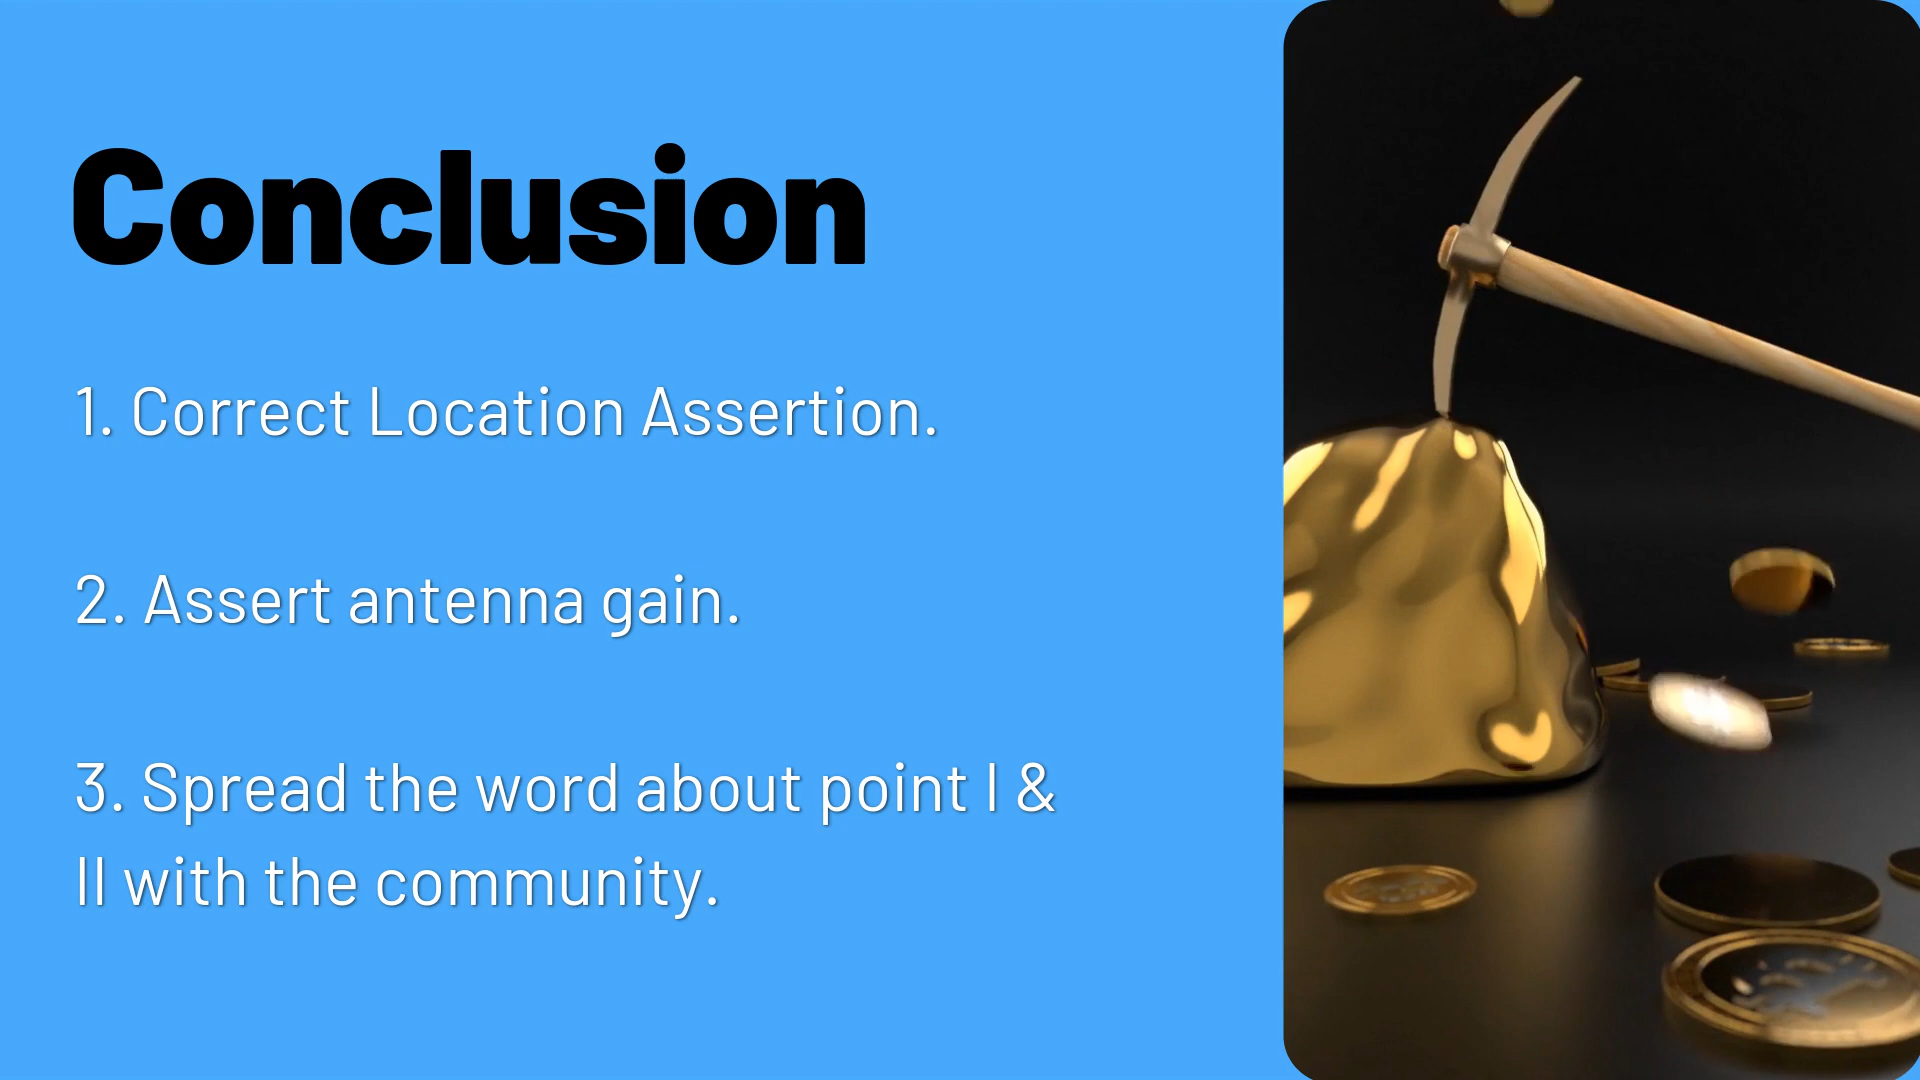 Conclusion
1. Correct Location Assertion.
2. Assert antenna gain.
3. Spread the word about point I &
II with the community.